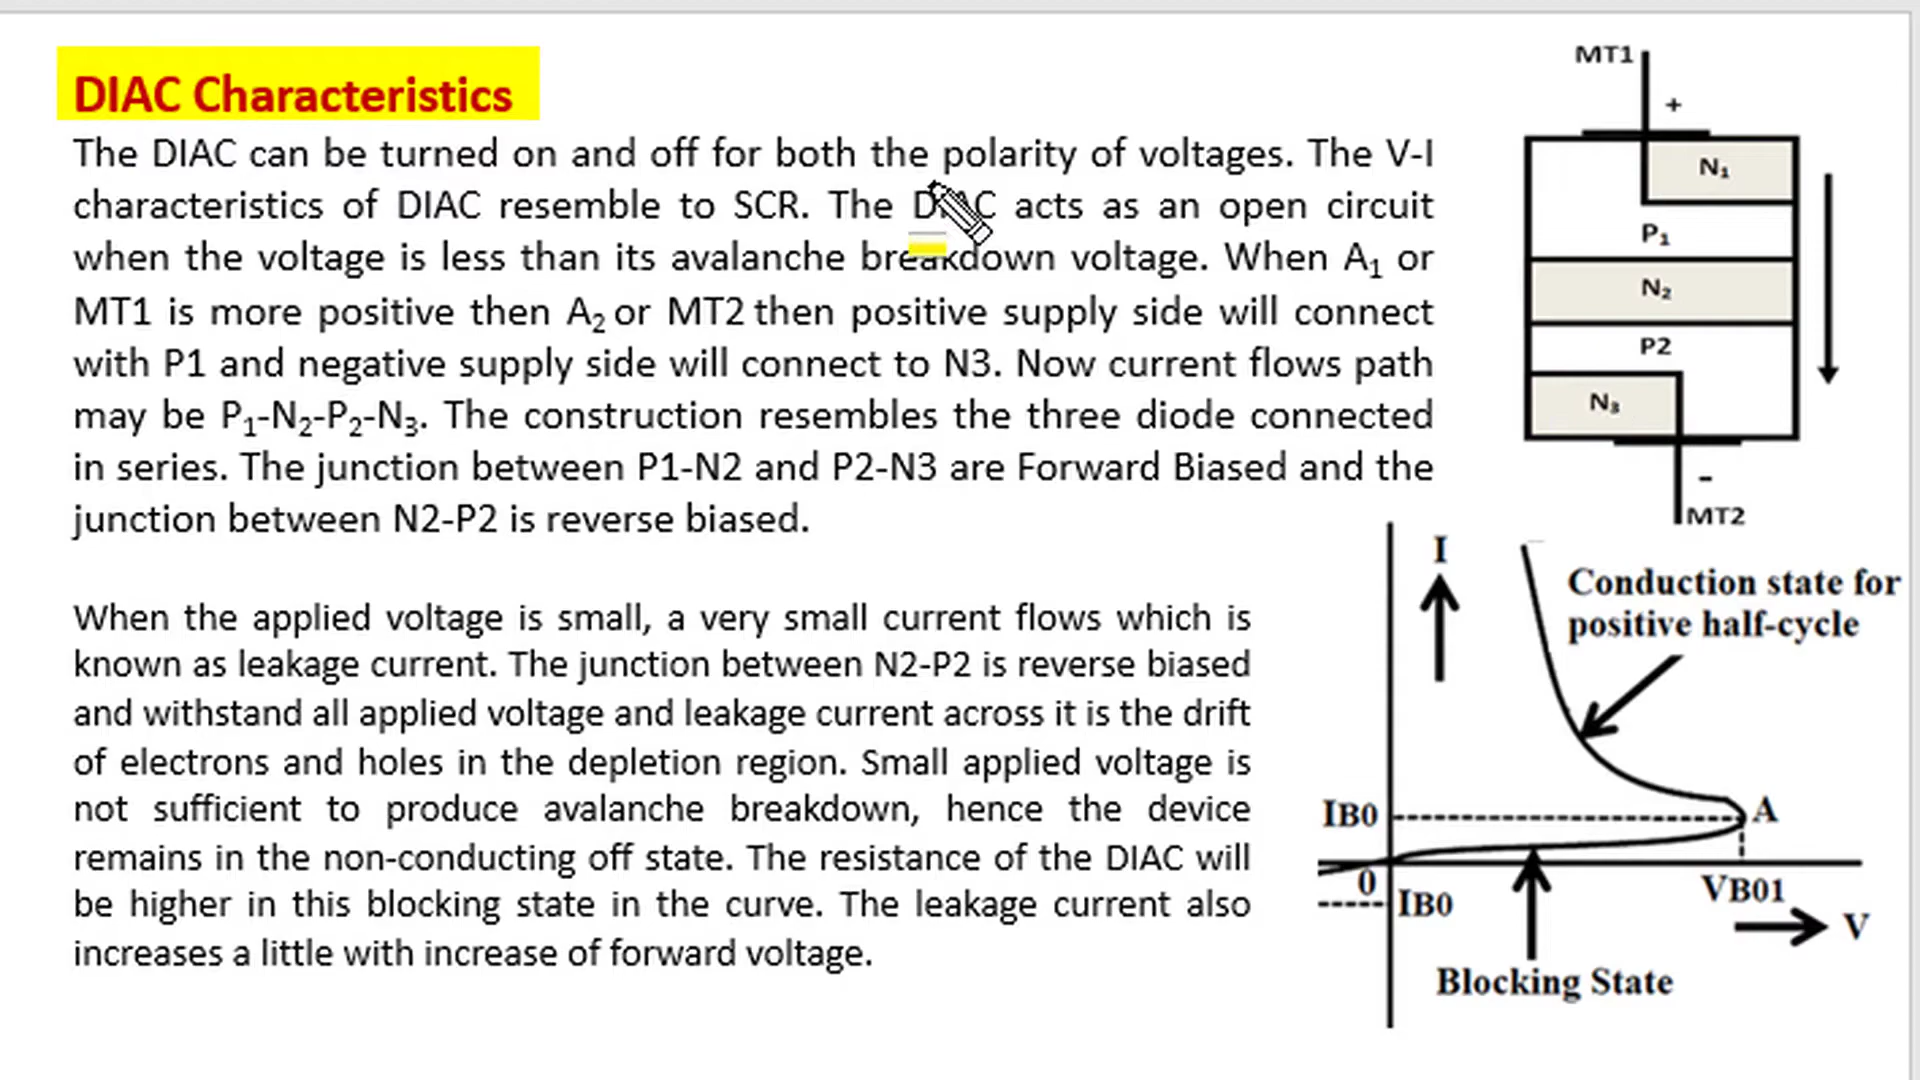 DIAC Characteristics
The DIAC can be turned on and off for both the polarity of voltages. The V-I
characteristics of DIAC resemble to SCR. The DIAC acts as an open circuit
when the voltage is less than its avalanche breakdown voltage. When A₁ or
MT1 is more positive then A₂ or MT2 then positive supply side will connect
with P1 and negative supply side will connect to N3. Now current flows path
may be P₁-N₂-P₂-N₃. The construction resembles the three diode connected
in series. The junction between P1-N2 and P2-N3 are Forward Biased and the
junction between N2-P2 is reverse biased.
When the applied voltage is small, a very small current flows which is
known as leakage current. The junction between N2-P2 is reverse biased
and withstand all applied voltage and leakage current across it is the drift
of electrons and holes in the depletion region. Small applied voltage is
not sufficient to produce avalanche breakdown, hence the device
remains in the non-conducting off state. The resistance of the DIAC will
be higher in this blocking state in the curve. The leakage current also
increases a little with increase of forward voltage.
MT1
+
N₁
P₁
N₂
P2
N₃
-
MT2
I
Conduction state for
positive half-cycle
IB0
A
0
IB0
VB01
V
Blocking State